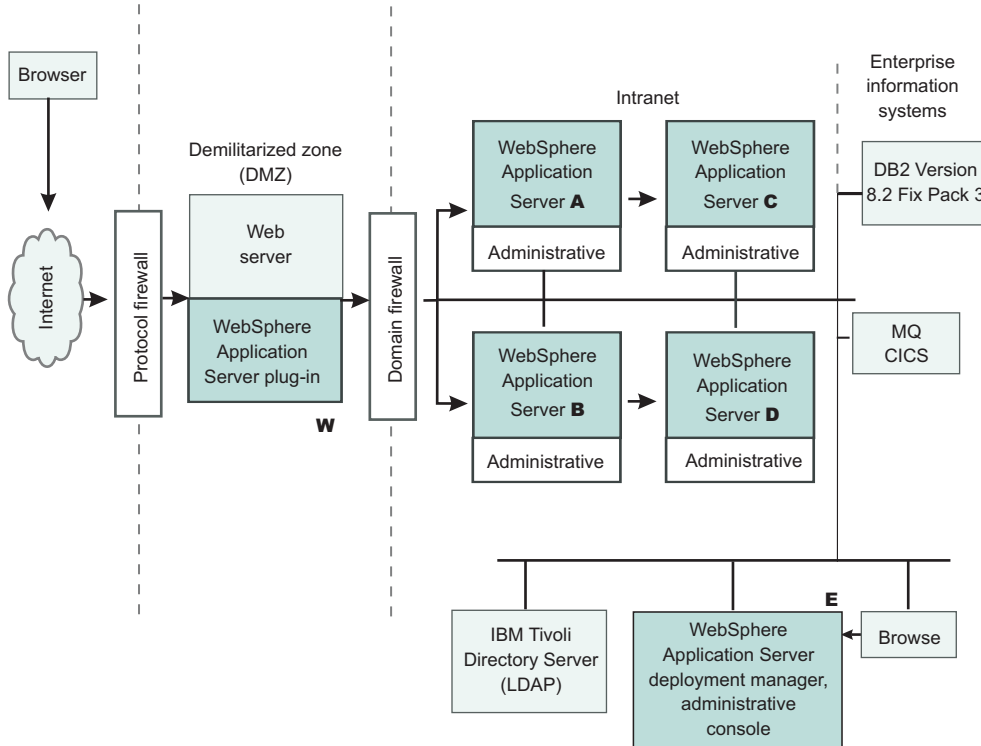 Browser
Internet
Protocol firewall
Demilitarized zone
(DMZ)
Web
server
WebSphere
Application
Server plug-in
W
Domain firewall
Intranet
WebSphere
Application
Server A
Administrative
WebSphere
Application
Server C
Administrative
WebSphere
Application
Server B
Administrative
WebSphere
Application
Server D
Administrative
Enterprise
information
systems
DB2 Version
8.2 Fix Pack 3
MQ
CICS
IBM Tivoli
Directory Server
(LDAP)
E
WebSphere
Application Server
deployment manager,
administrative
console
Browse